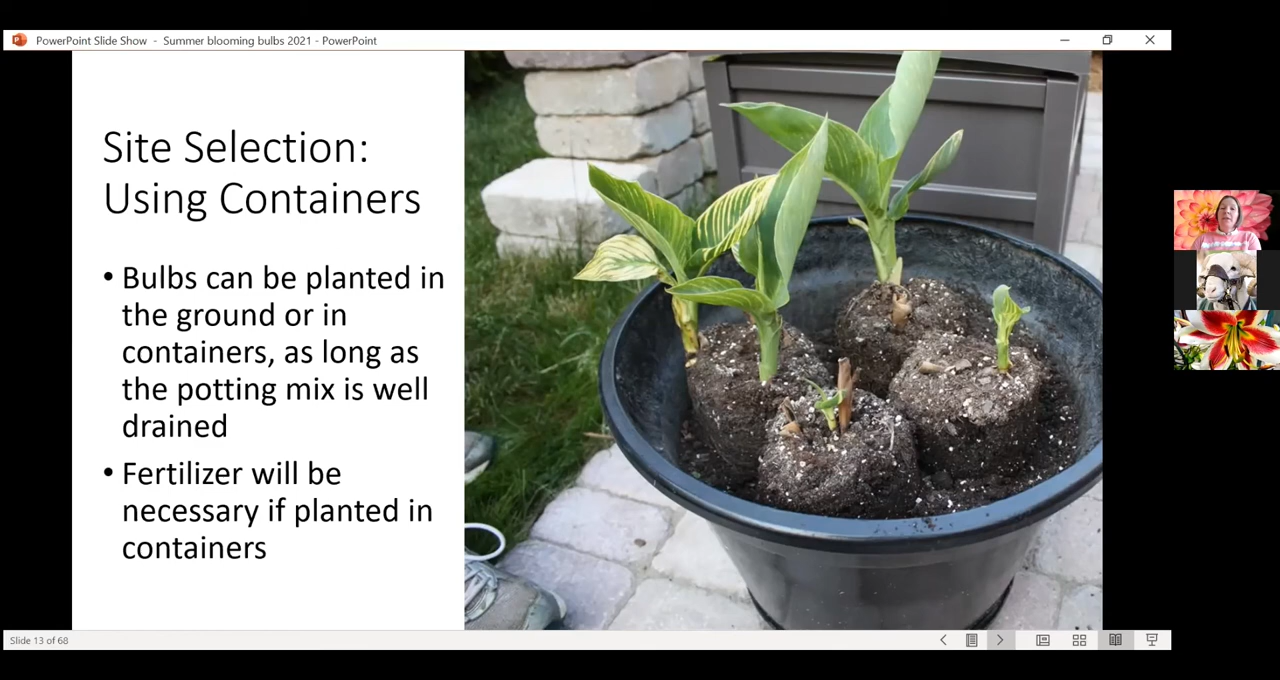 PowerPoint Slide Show - Summer blooming bulbs 2021 - PowerPoint
Site Selection:
Using Containers
• Bulbs can be planted in
the ground or in
containers, as long as
the potting mix is well
drained
• Fertilizer will be
necessary if planted in
containers
Slide 13 of 68